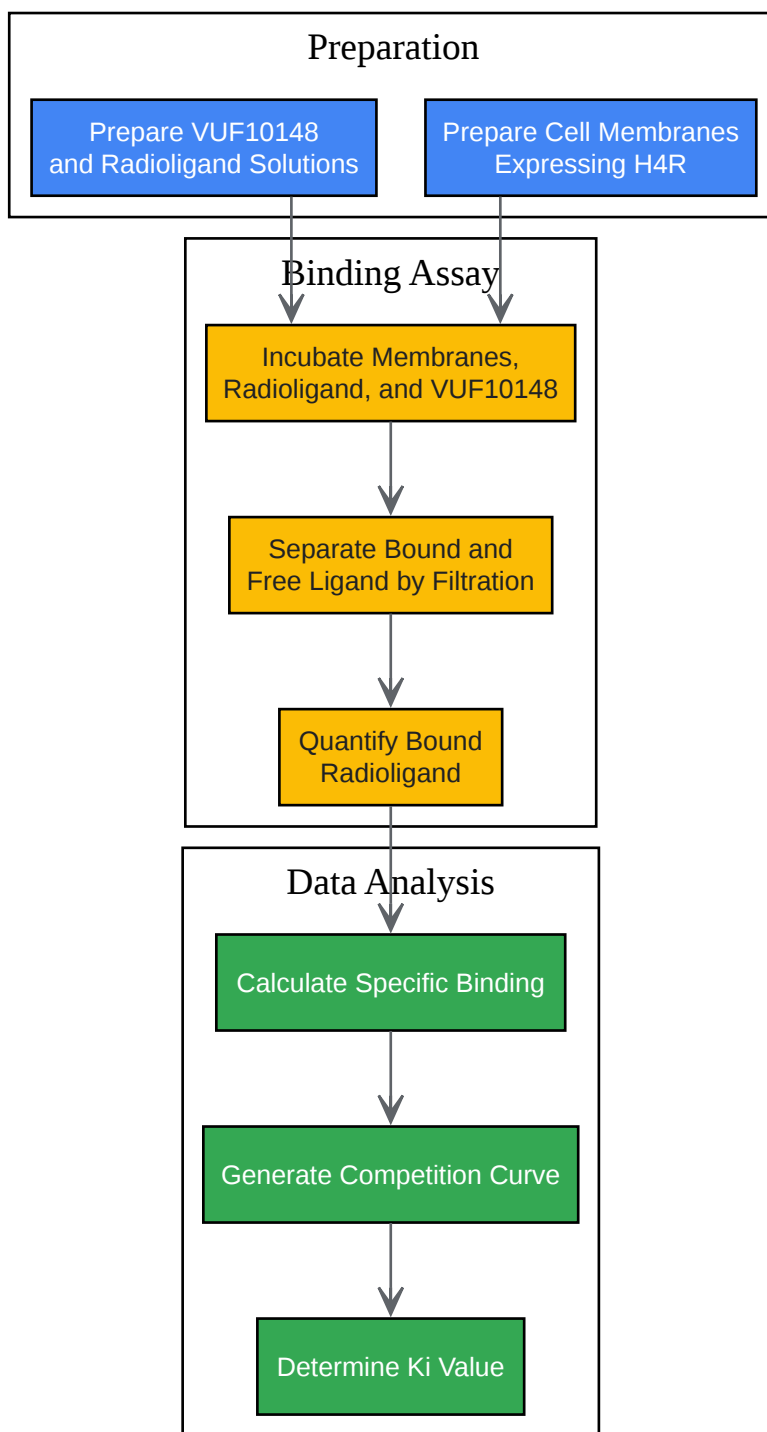 Preparation
Prepare VUF10148
and Radioligand Solutions
Prepare Cell Membranes
Expressing H4R
Binding Assay
Incubate Membranes,
Radioligand, and VUF10148
Separate Bound and
Free Ligand by Filtration
Quantify Bound
Radioligand
Data Analysis
Calculate Specific Binding
Generate Competition Curve
Determine Ki Value